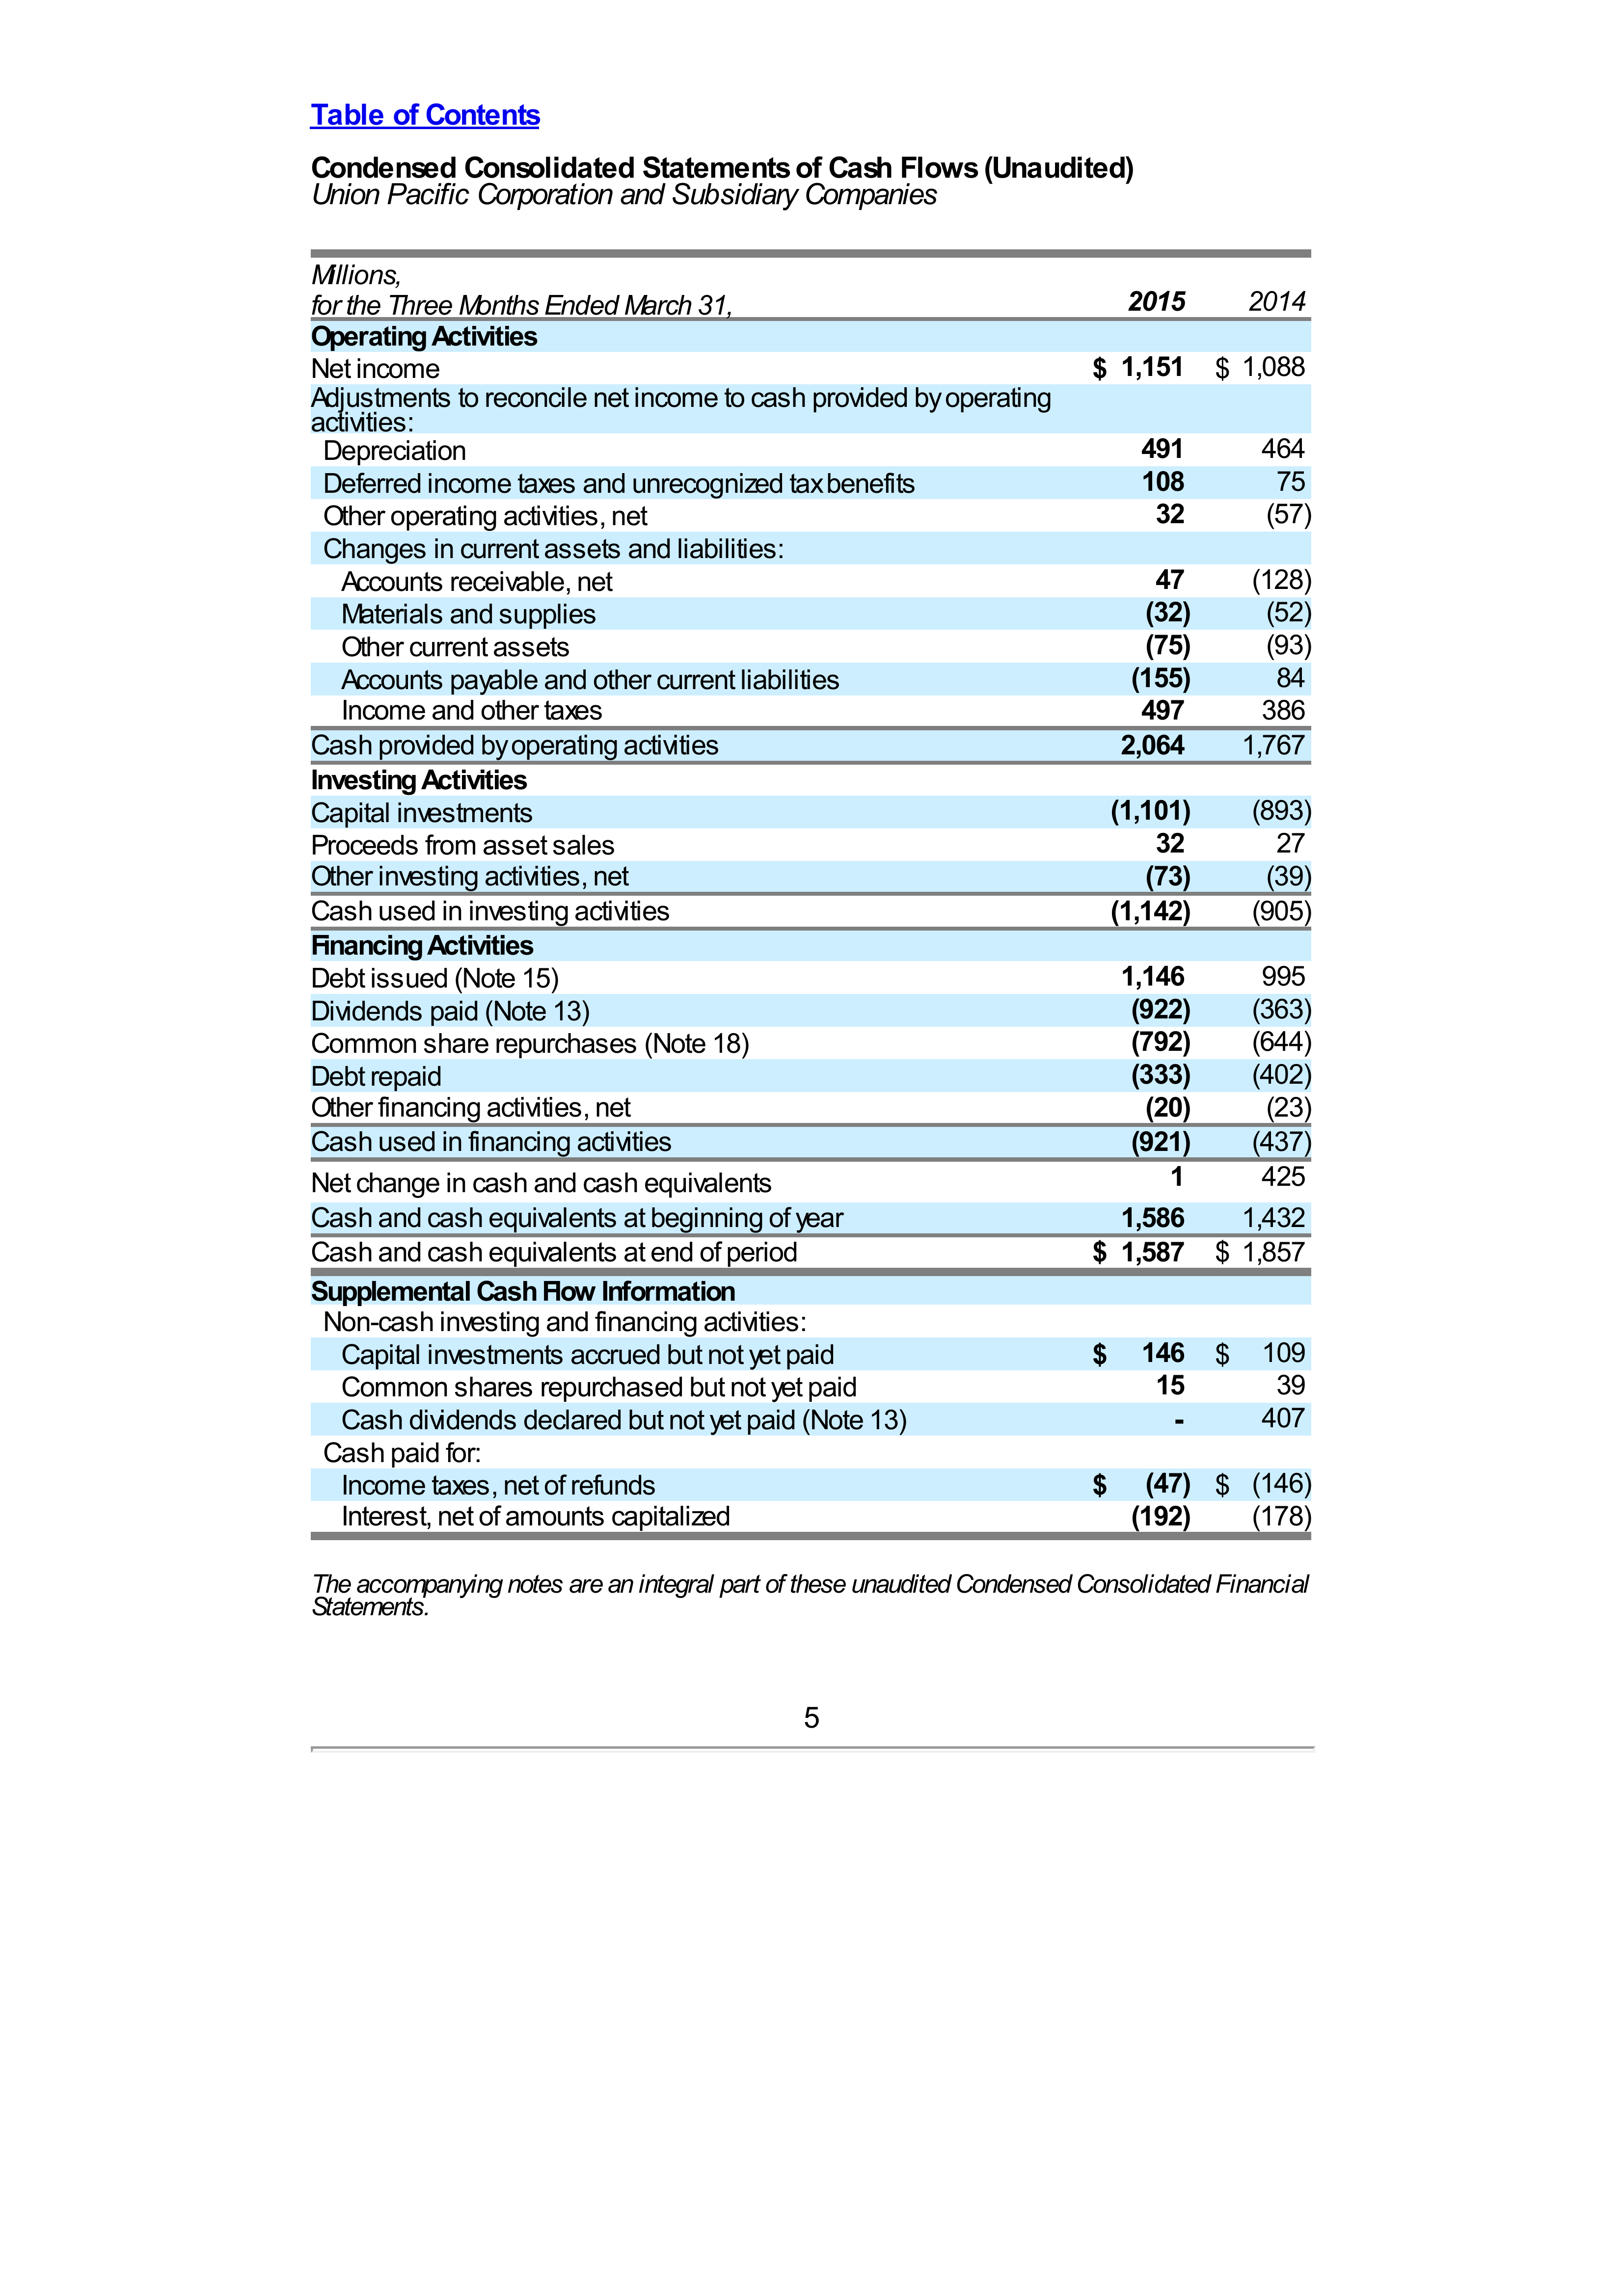 Table of Contents
Condensed Consolidated Statements of Cash Flows (Unaudited)
Union Pacific Corporation and Subsidiary Companies
Millions,
for the Three Months Ended March 31, 2015 2014
Operating Activities
Net income $ 1,151 $ 1,088
Adjustments to reconcile net income to cash provided by operating
activities:
Depreciation 491 464
Deferred income taxes and unrecognized tax benefits 108 75
Other operating activities, net 32 (57)
Changes in current assets and liabilities:
Accounts receivable, net 47 (128)
Materials and supplies (32) (52)
Other current assets (75) (93)
Accounts payable and other current liabilities (155) 84
Income and other taxes 497 386
Cash provided by operating activities 2,064 1,767
Investing Activities
Capital investments (1,101) (893)
Proceeds from asset sales 32 27
Other investing activities, net (73) (39)
Cash used in investing activities (1,142) (905)
Financing Activities
Debt issued (Note 15) 1,146 995
Dividends paid (Note 13) (922) (363)
Common share repurchases (Note 18) (792) (644)
Debt repaid (333) (402)
Other financing activities, net (20) (23)
Cash used in financing activities (921) (437)
Net change in cash and cash equivalents 1 425
Cash and cash equivalents at beginning of year 1,586 1,432
Cash and cash equivalents at end of period $ 1,587 $ 1,857
Supplemental Cash Flow Information
Non-cash investing and financing activities:
Capital investments accrued but not yet paid $ 146 $ 109
Common shares repurchased but not yet paid 15 39
Cash dividends declared but not yet paid (Note 13) - 407
Cash paid for:
Income taxes, net of refunds $ (47) $ (146)
Interest, net of amounts capitalized (192) (178)
The accompanying notes are an integral part of these unaudited Condensed Consolidated Financial
Statements.
5